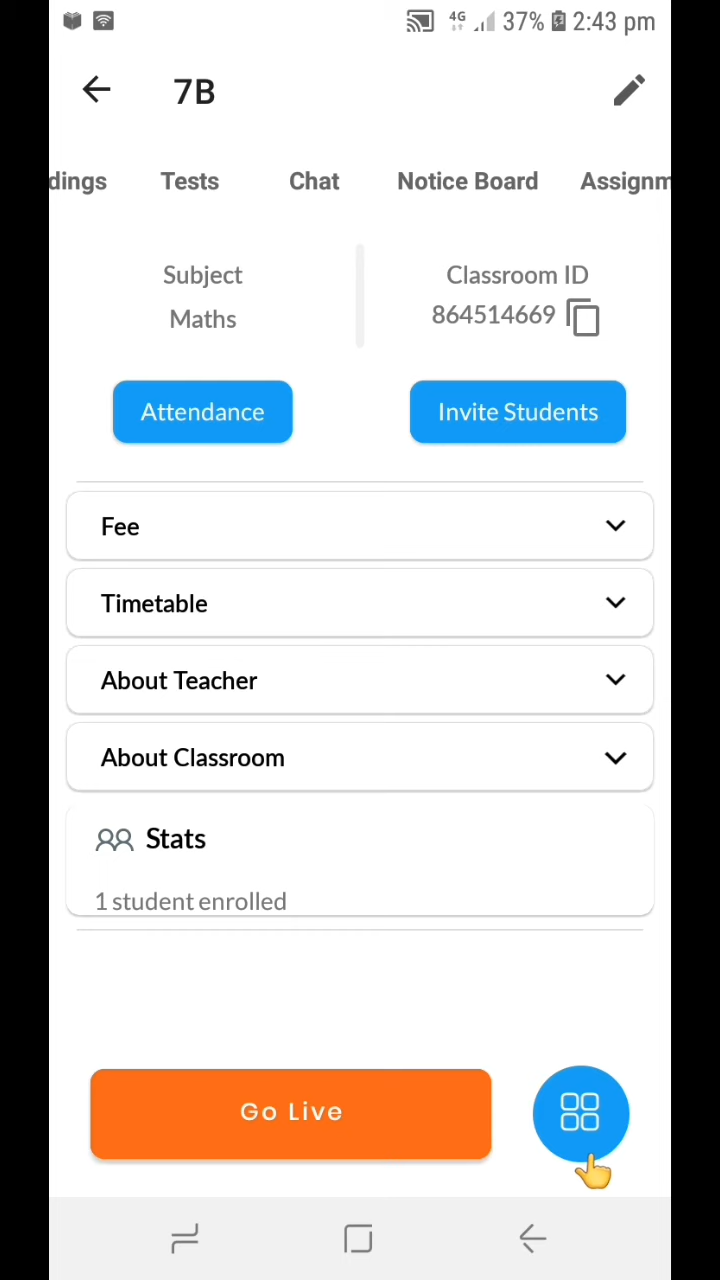 4G 37% 2:43 pm
7B
dings Tests Chat Notice Board Assignm
Subject
Maths
Classroom ID
864514669
Attendance
Invite Students
Fee
Timetable
About Teacher
About Classroom
Stats
1 student enrolled
Go Live